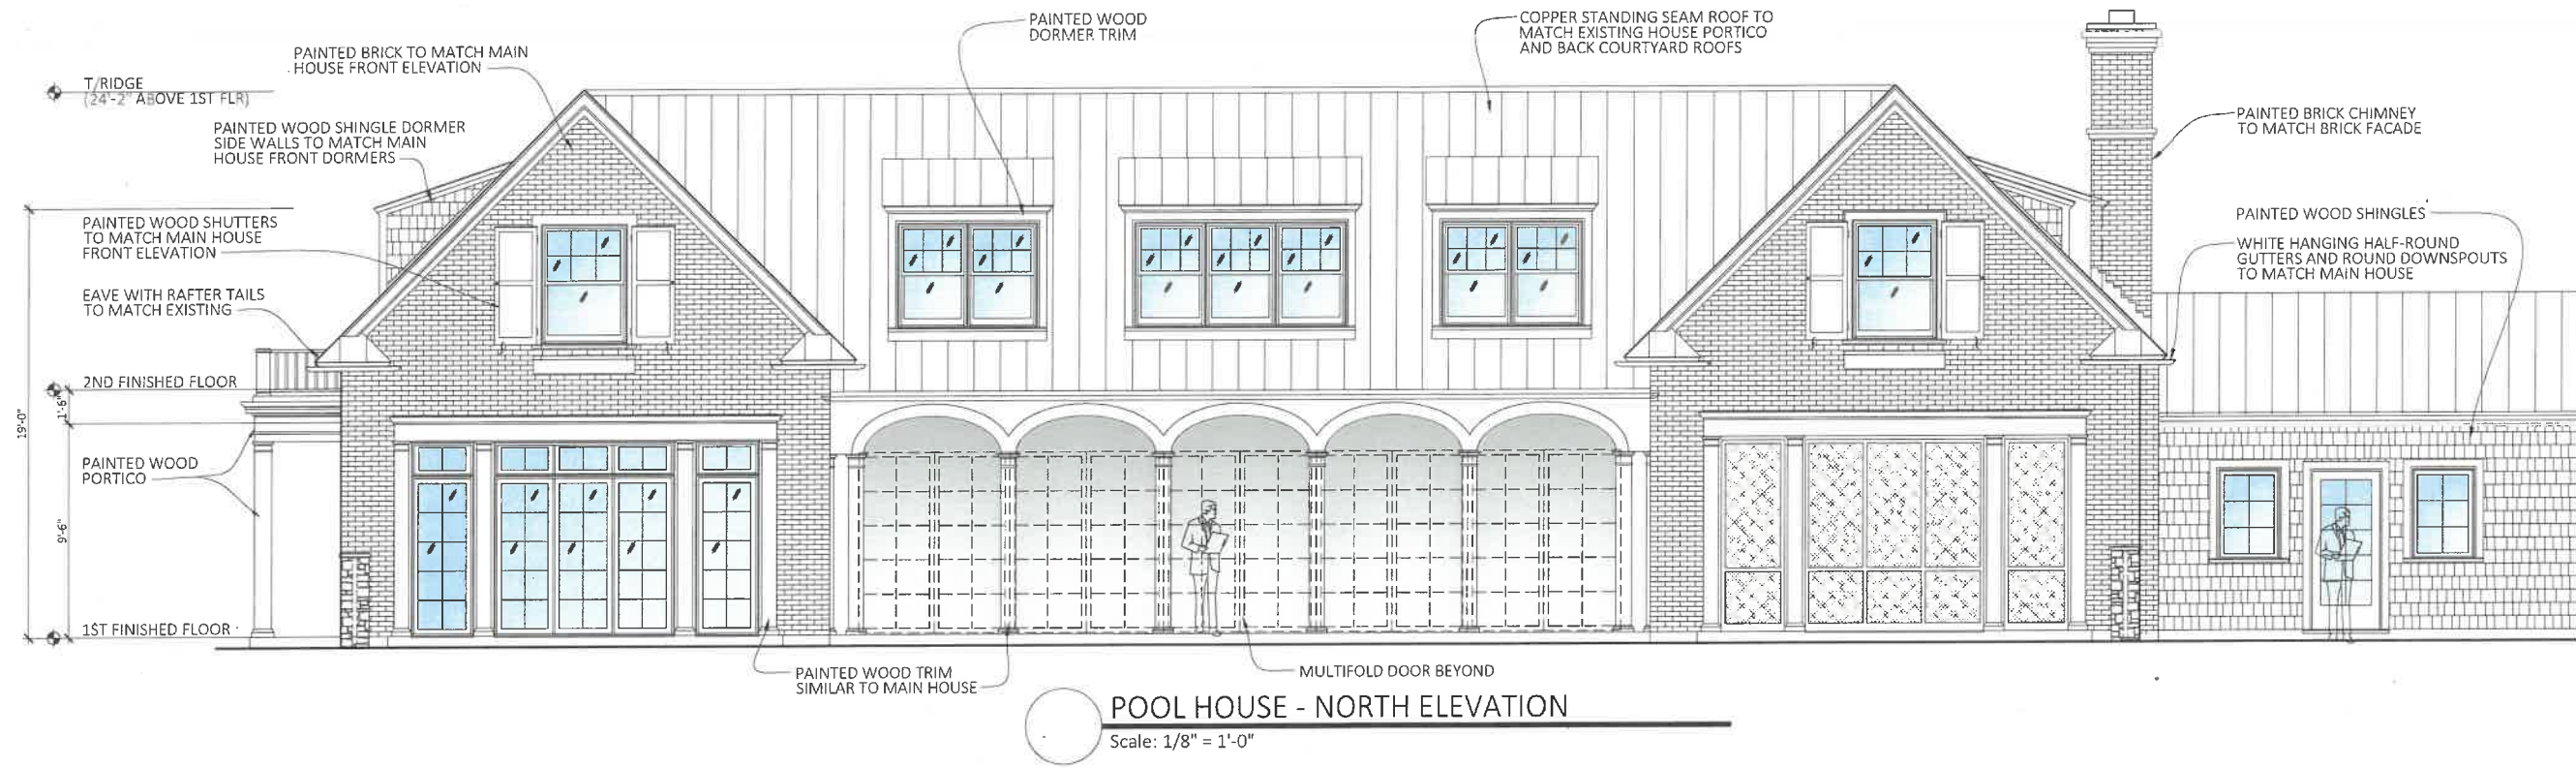 PAINTED WOOD
DORMER TRIM
COPPER STANDING SEAM ROOF TO
MATCH EXISTING HOUSE PORTICO
AND BACK COURTYARD ROOFS
PAINTED BRICK TO MATCH MAIN
HOUSE FRONT ELEVATION
T/RIDGE
(24'-2" ABOVE 1ST FLR)
PAINTED BRICK CHIMNEY
TO MATCH BRICK FACADE
PAINTED WOOD SHINGLE DORMER
SIDE WALLS TO MATCH MAIN
HOUSE FRONT DORMERS
PAINTED WOOD SHUTTERS
TO MATCH MAIN HOUSE
FRONT ELEVATION
PAINTED WOOD SHINGLES
WHITE HANGING HALF-ROUND
GUTTERS AND ROUND DOWNSPOUTS
TO MATCH MAIN HOUSE
EAVE WITH RAFTER TAILS
TO MATCH EXISTING
2ND FINISHED FLOOR
1'-6"
19'-0"
PAINTED WOOD
PORTICO
9'-6"
1ST FINISHED FLOOR
PAINTED WOOD TRIM
SIMILAR TO MAIN HOUSE
MULTIFOLD DOOR BEYOND
POOL HOUSE - NORTH ELEVATION
Scale: 1/8" = 1'-0"